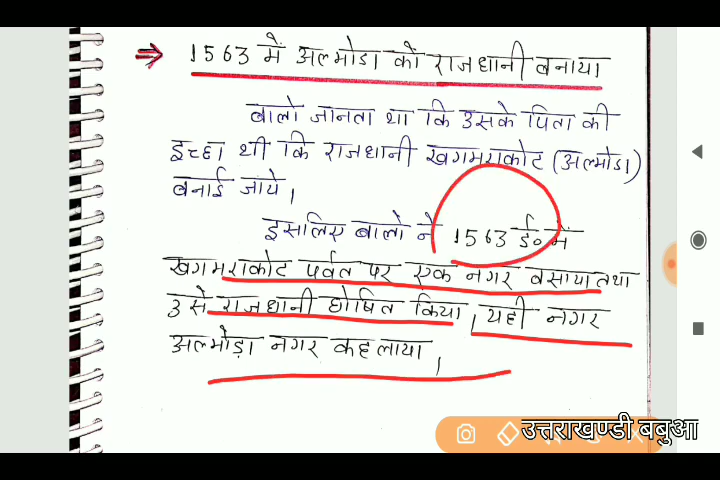 ⇒ 1563 में अल्मोडा को राजधानी बनाया
बालो जानता था कि उसके पिता की
इच्छा थी कि राजधानी खगमराकोट (अल्मोडा)
बनाई जाये।
इसलिए बालो ने 1563 ई० में
खगमराकोट पर्वत पर एक नगर बसाया तथा
उसे राजधानी घोषित किया, यही नगर
अल्मोड़ा नगर कहलाया,
उत्तराखण्डी बबुआ